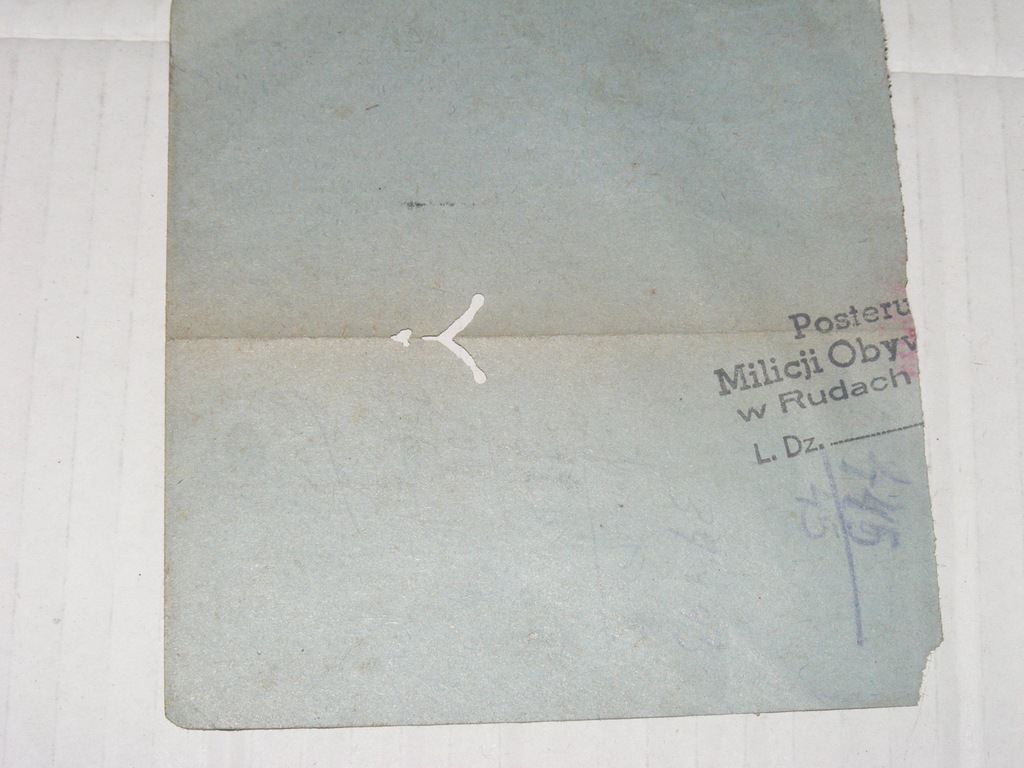 Posteru
Milicji Obyw
w Rudach
L. Dz.